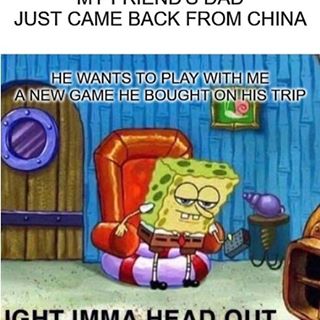 MY FRIEND'S DAD
JUST CAME BACK FROM CHINA
HE WANTS TO PLAY WITH ME
A NEW GAME HE BOUGHT ON HIS TRIP
IGHT IMMA HEAD OUT